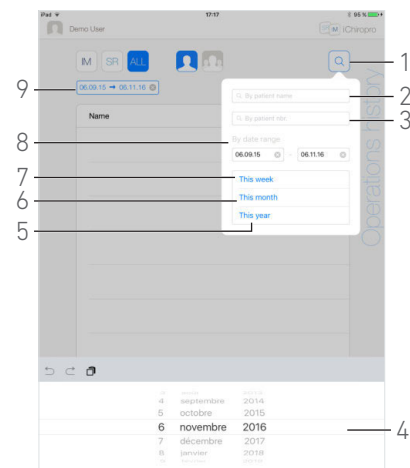 iPad
17:17
95 %
Demo User
IM iChiropro
IM SR ALL
1
9
06.09.15 → 06.11.16
By patient name
2
By patient nbr.
3
Name
By date range
8
06.09.15 - 06.11.16
7
This week
6
This month
5
This year
Operations history
4 septembre 2014
5 octobre 2015
6 novembre 2016
4
7 décembre 2017
8 janvier 2018